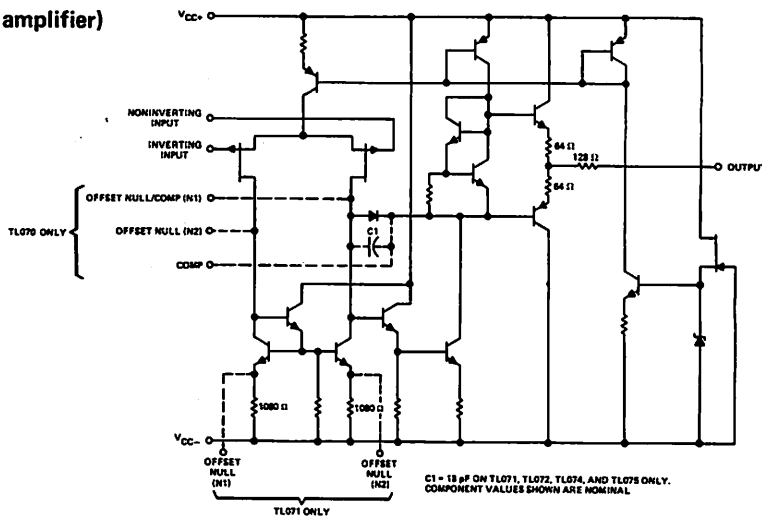 amplifier)
VCC+
NONINVERTING
INPUT
INVERTING
INPUT
OFFSET NULL/COMP (N1)
TL070 ONLY
OFFSET NULL (N2)
COMP
C1
64 Ω
128 Ω
64 Ω
OUTPUT
1080 Ω
1080 Ω
VCC−
OFFSET
NULL
(N1)
OFFSET
NULL
(N2)
TL071 ONLY
C1 = 18 pF ON TL071, TL072, TL074, AND TL075 ONLY.
COMPONENT VALUES SHOWN ARE NOMINAL